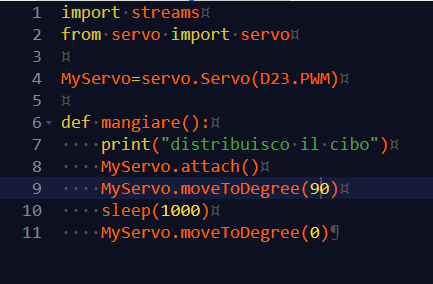 1 import streams
2 from servo import servo
3
4 MyServo=servo.Servo(D23.PWM)
5
6 def mangiare():
7     print("distribuisco il cibo")
8     MyServo.attach()
9     MyServo.moveToDegree(90)
10     sleep(1000)
11     MyServo.moveToDegree(0)